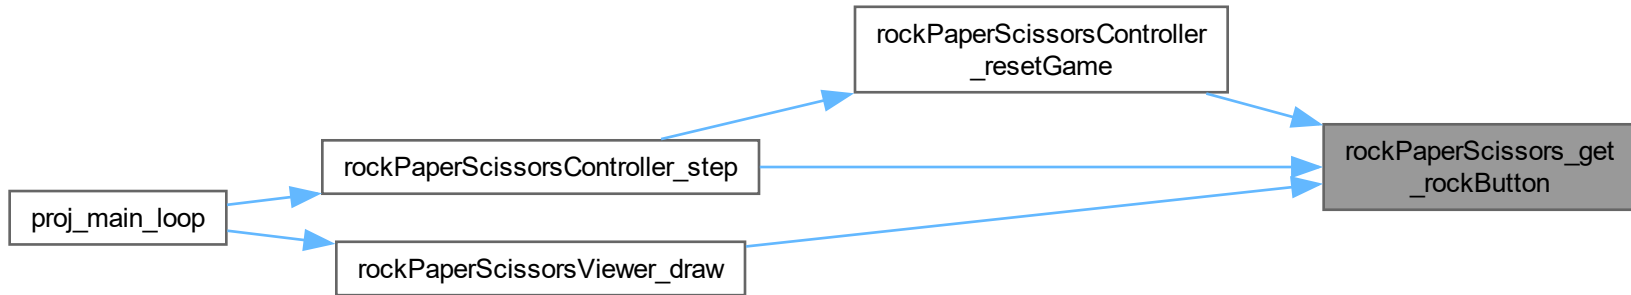 rockPaperScissorsController
_resetGame
rockPaperScissors_get
_rockButton
rockPaperScissorsController_step
proj_main_loop
rockPaperScissorsViewer_draw